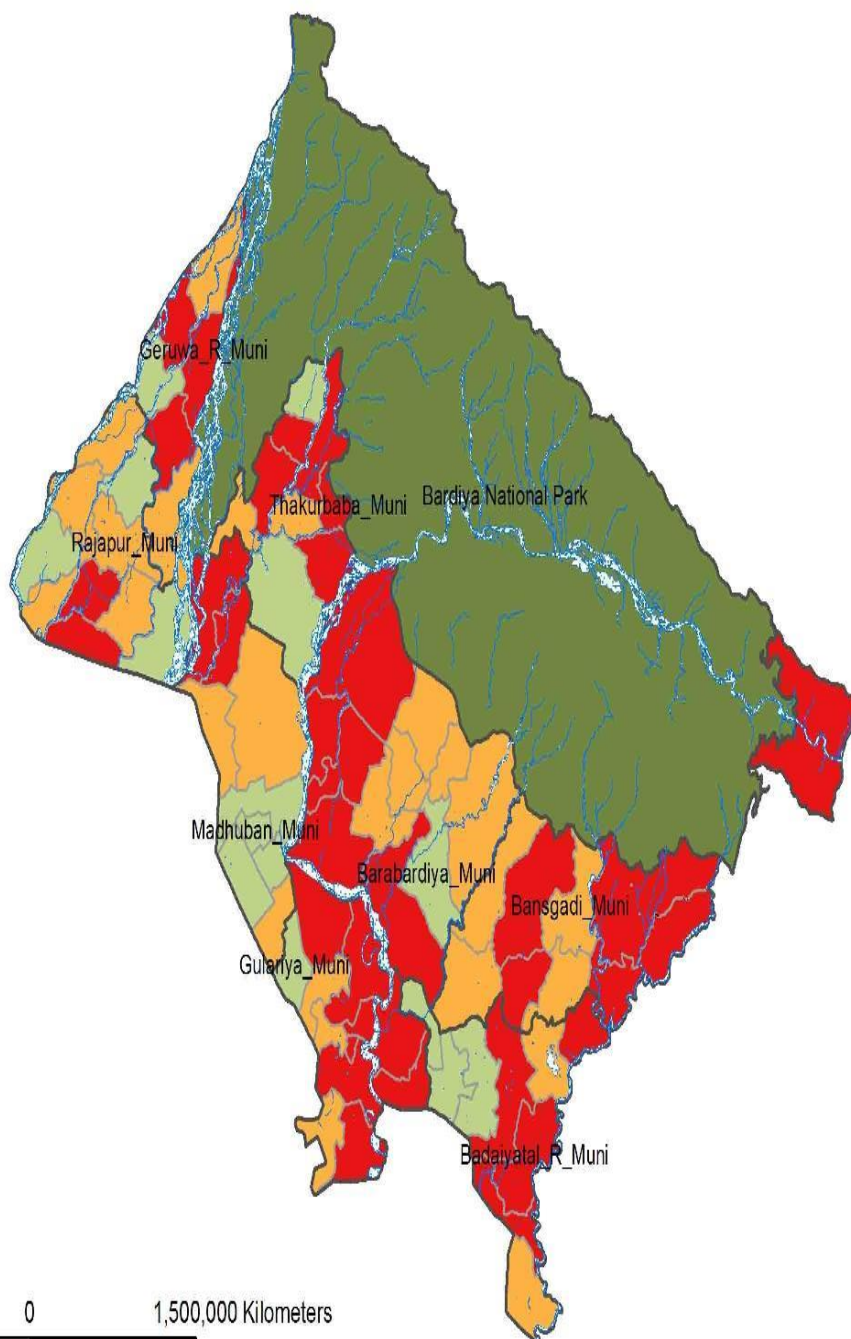 Geruwa_R_Muni
Thakurbaba_Muni
Bardiya National Park
Rajapur_Muni
Madhuban_Muni
Barabardiya_Muni
Bansgadi_Muni
Gulariya_Muni
Badaiyatal_R_Muni
0 1,500,000 Kilometers